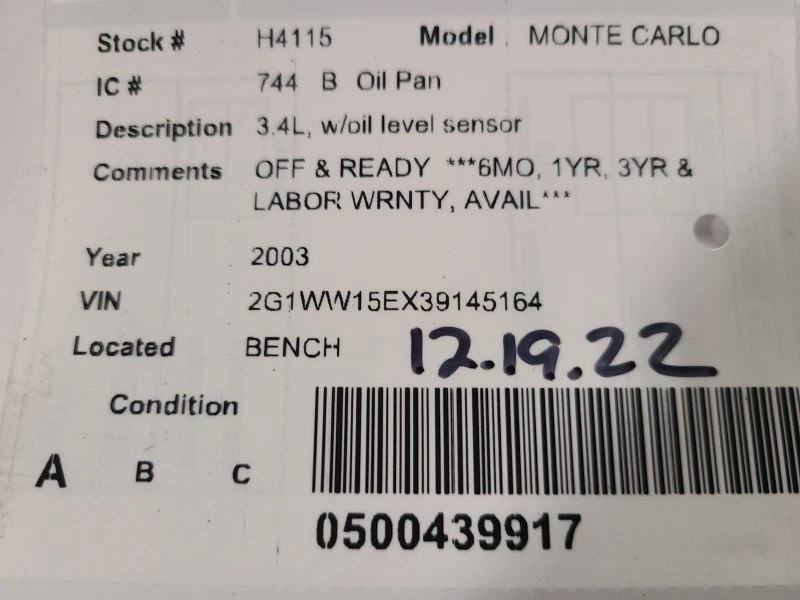 Stock # H4115 Model MONTE CARLO
IC # 744 B Oil Pan
Description 3.4L, w/oil level sensor
Comments OFF & READY ***6MO, 1YR, 3YR &
LABOR WRNTY, AVAIL***
Year 2003
VIN 2G1WW15EX39145164
Located BENCH 12.19.22
Condition
A B C
0500439917